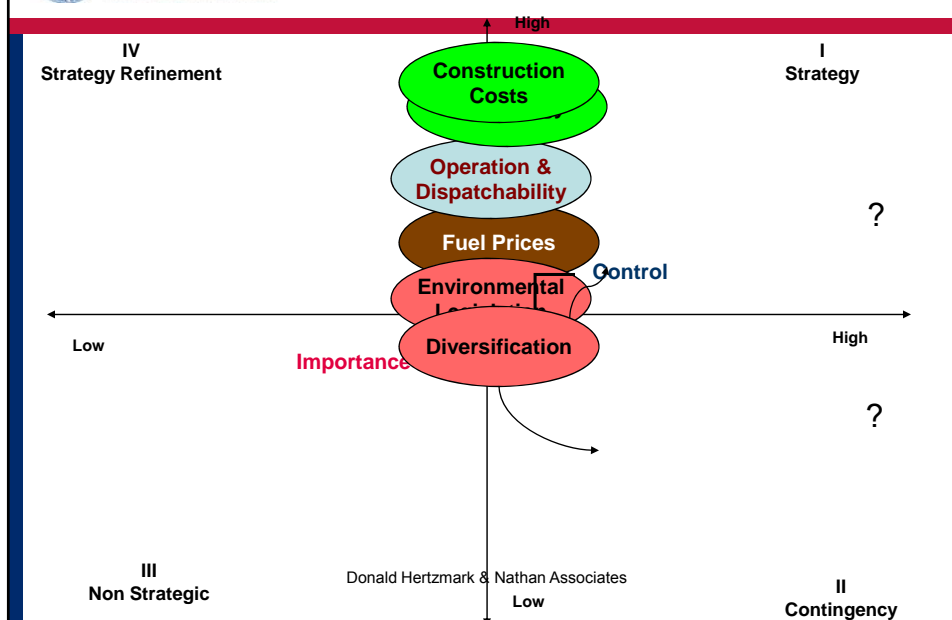 High
IV
Strategy Refinement
I
Strategy
Construction
Costs
Operation &
Dispatchability
?
Fuel Prices
Control
Environmental
Low
High
Diversification
Importance
?
III
Non Strategic
Donald Hertzmark & Nathan Associates
Low
II
Contingency